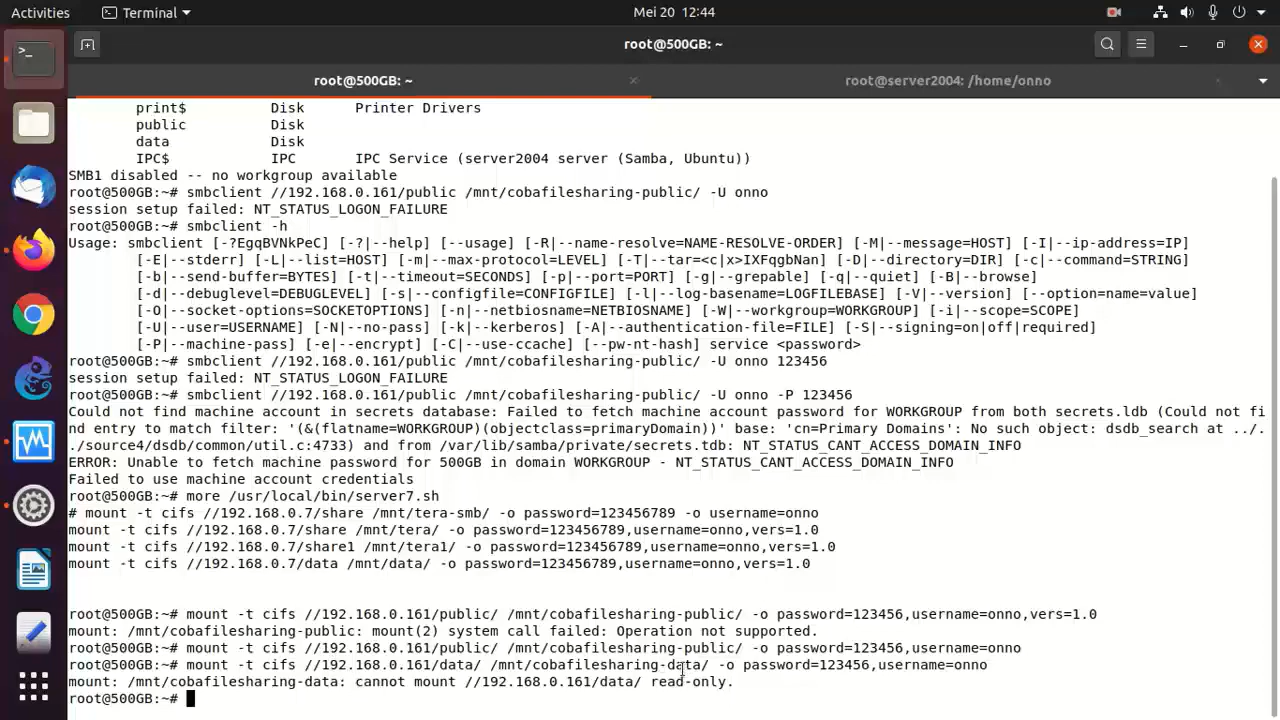 Activities Terminal Mei 20 12:44
root@500GB: ~
root@500GB: ~ root@server2004: /home/onno
print$ Disk Printer Drivers
public Disk
data Disk
IPC$ IPC IPC Service (server2004 server (Samba, Ubuntu))
SMB1 disabled -- no workgroup available
root@500GB:~# smbclient //192.168.0.161/public /mnt/cobafilesharing-public/ -U onno
session setup failed: NT_STATUS_LOGON_FAILURE
root@500GB:~# smbclient -h
Usage: smbclient [-?EgqBVNkPeC] [-?|--help] [--usage] [-R|--name-resolve=NAME-RESOLVE-ORDER] [-M|--message=HOST] [-I|--ip-address=IP]
[-E|--stderr] [-L|--list=HOST] [-m|--max-protocol=LEVEL] [-T|--tar=<c|x>IXFqgbNan] [-D|--directory=DIR] [-c|--command=STRING]
[-b|--send-buffer=BYTES] [-t|--timeout=SECONDS] [-p|--port=PORT] [-g|--grepable] [-q|--quiet] [-B|--browse]
[-d|--debuglevel=DEBUGLEVEL] [-s|--configfile=CONFIGFILE] [-l|--log-basename=LOGFILEBASE] [-V|--version] [--option=name=value]
[-O|--socket-options=SOCKETOPTIONS] [-n|--netbiosname=NETBIOSNAME] [-W|--workgroup=WORKGROUP] [-i|--scope=SCOPE]
[-U|--user=USERNAME] [-N|--no-pass] [-k|--kerberos] [-A|--authentication-file=FILE] [-S|--signing=on|off|required]
[-P|--machine-pass] [-e|--encrypt] [-C|--use-ccache] [--pw-nt-hash] service <password>
root@500GB:~# smbclient //192.168.0.161/public /mnt/cobafilesharing-public/ -U onno 123456
session setup failed: NT_STATUS_LOGON_FAILURE
root@500GB:~# smbclient //192.168.0.161/public /mnt/cobafilesharing-public/ -U onno -P 123456
Could not find machine account in secrets database: Failed to fetch machine account password for WORKGROUP from both secrets.ldb (Could not fi
nd entry to match filter: '(&(flatname=WORKGROUP)(objectclass=primaryDomain))' base: 'cn=Primary Domains': No such object: dsdb_search at ../.
./source4/dsdb/common/util.c:4733) and from /var/lib/samba/private/secrets.tdb: NT_STATUS_CANT_ACCESS_DOMAIN_INFO
ERROR: Unable to fetch machine password for 500GB in domain WORKGROUP - NT_STATUS_CANT_ACCESS_DOMAIN_INFO
Failed to use machine account credentials
root@500GB:~# more /usr/local/bin/server7.sh
# mount -t cifs //192.168.0.7/share /mnt/tera-smb/ -o password=123456789 -o username=onno
mount -t cifs //192.168.0.7/share /mnt/tera/ -o password=123456789,username=onno,vers=1.0
mount -t cifs //192.168.0.7/share1 /mnt/tera1/ -o password=123456789,username=onno,vers=1.0
mount -t cifs //192.168.0.7/data /mnt/data/ -o password=123456789,username=onno,vers=1.0
root@500GB:~# mount -t cifs //192.168.0.161/public/ /mnt/cobafilesharing-public/ -o password=123456,username=onno,vers=1.0
mount: /mnt/cobafilesharing-public: mount(2) system call failed: Operation not supported.
root@500GB:~# mount -t cifs //192.168.0.161/public/ /mnt/cobafilesharing-public/ -o password=123456,username=onno
root@500GB:~# mount -t cifs //192.168.0.161/data/ /mnt/cobafilesharing-data/ -o password=123456,username=onno
mount: /mnt/cobafilesharing-data: cannot mount //192.168.0.161/data/ read-only.
root@500GB:~#